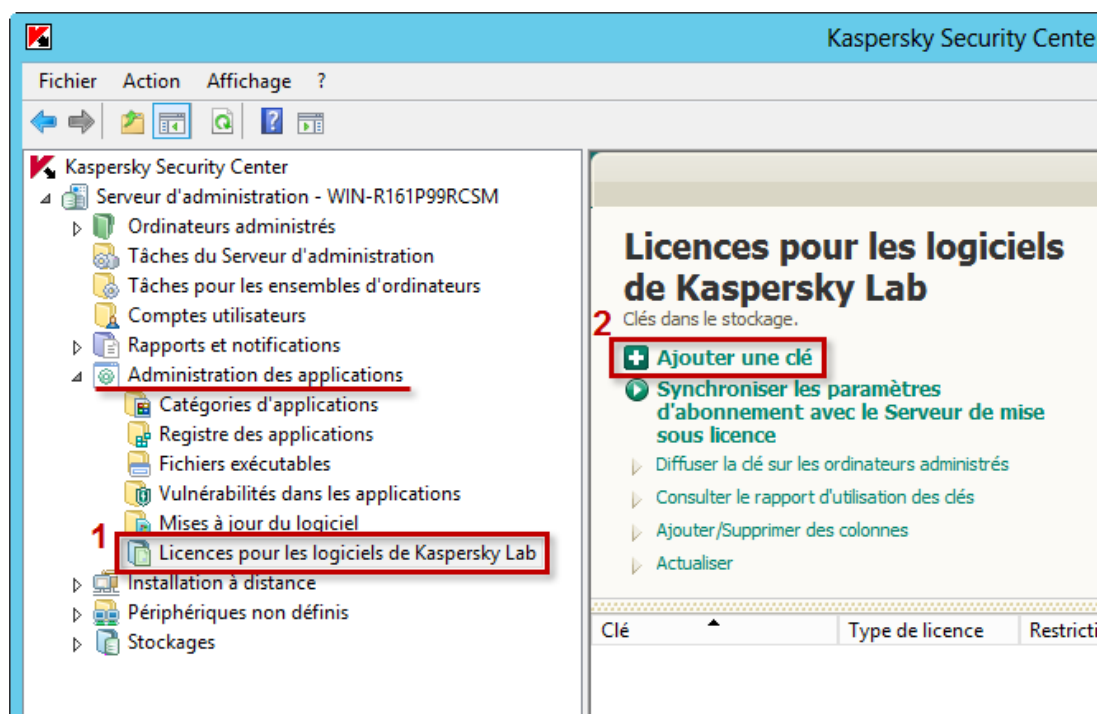 Kaspersky Security Cente
Fichier Action Affichage ?
Kaspersky Security Center
Serveur d'administration - WIN-R161P99RCSM
Ordinateurs administrés
Tâches du Serveur d'administration
Tâches pour les ensembles d'ordinateurs
Comptes utilisateurs
Rapports et notifications
Administration des applications
Catégories d'applications
Registre des applications
Fichiers exécutables
Vulnérabilités dans les applications
Mises à jour du logiciel
1
Licences pour les logiciels de Kaspersky Lab
Installation à distance
Périphériques non définis
Stockages
Licences pour les logiciels
de Kaspersky Lab
Clés dans le stockage.
2
Ajouter une clé
Synchroniser les paramètres
d'abonnement avec le Serveur de mise
sous licence
Diffuser la clé sur les ordinateurs administrés
Consulter le rapport d'utilisation des clés
Ajouter/Supprimer des colonnes
Actualiser
Clé Type de licence Restricti